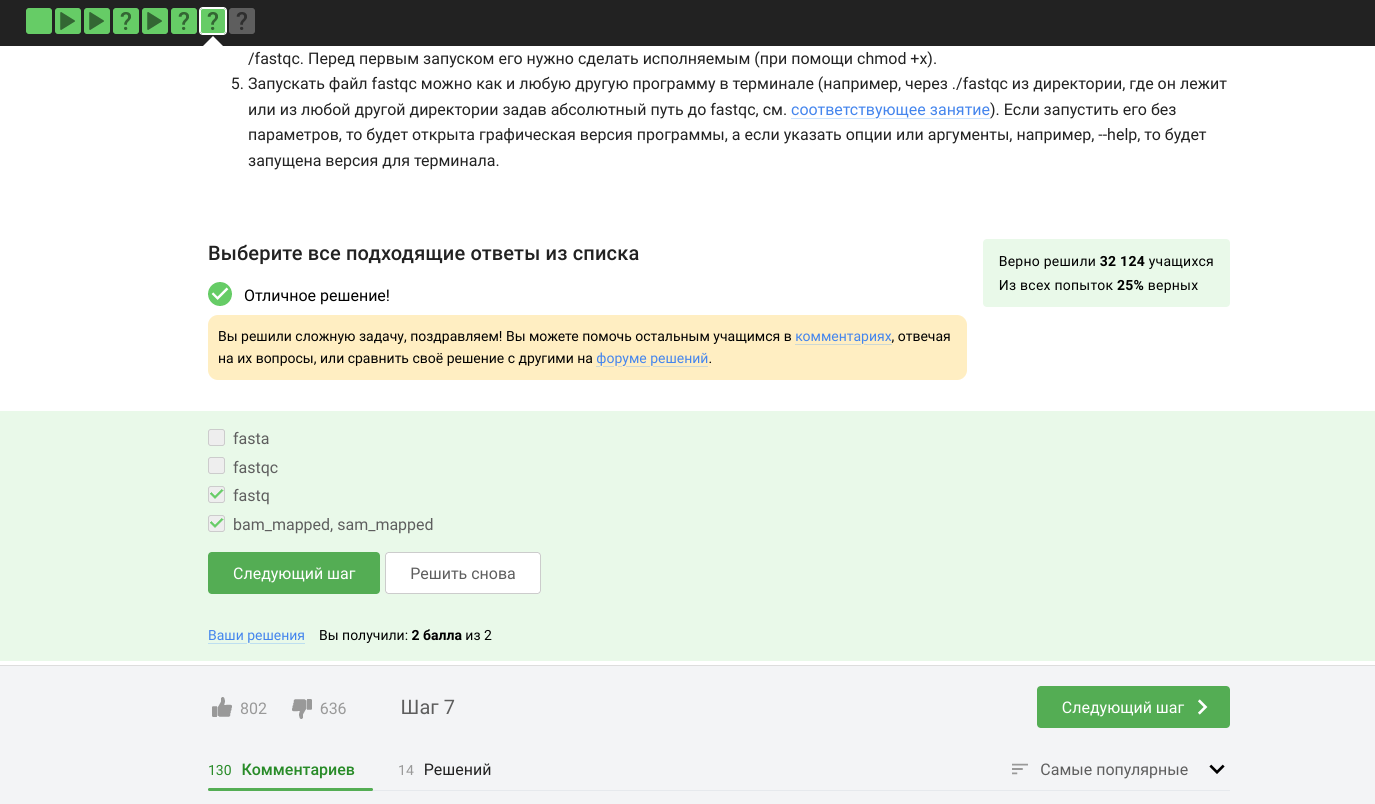 ? ? ? ?
/fastqc. Перед первым запуском его нужно сделать исполняемым (при помощи chmod +x).
5. Запускать файл fastqc можно как и любую другую программу в терминале (например, через ./fastqc из директории, где он лежит
или из любой другой директории задав абсолютный путь до fastqc, см. соответствующее занятие). Если запустить его без
параметров, то будет открыта графическая версия программы, а если указать опции или аргументы, например, --help, то будет
запущена версия для терминала.
Выберите все подходящие ответы из списка
Верно решили 32 124 учащихся
Из всех попыток 25% верных
Отличное решение!
Вы решили сложную задачу, поздравляем! Вы можете помочь остальным учащимся в комментариях, отвечая
на их вопросы, или сравнить своё решение с другими на форуме решений.
fasta
fastqc
fastq
bam_mapped, sam_mapped
Следующий шаг Решить снова
Ваши решения Вы получили: 2 балла из 2
802 636 Шаг 7 Следующий шаг
130 Комментариев 14 Решений Самые популярные